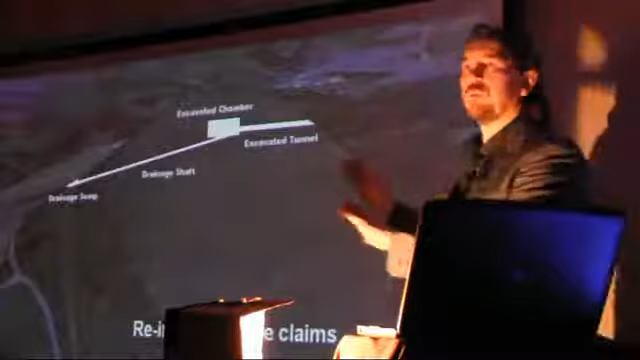 Excavated Chamber
Excavated Tunnel
Drainage Shaft
Drainage Sump
claims